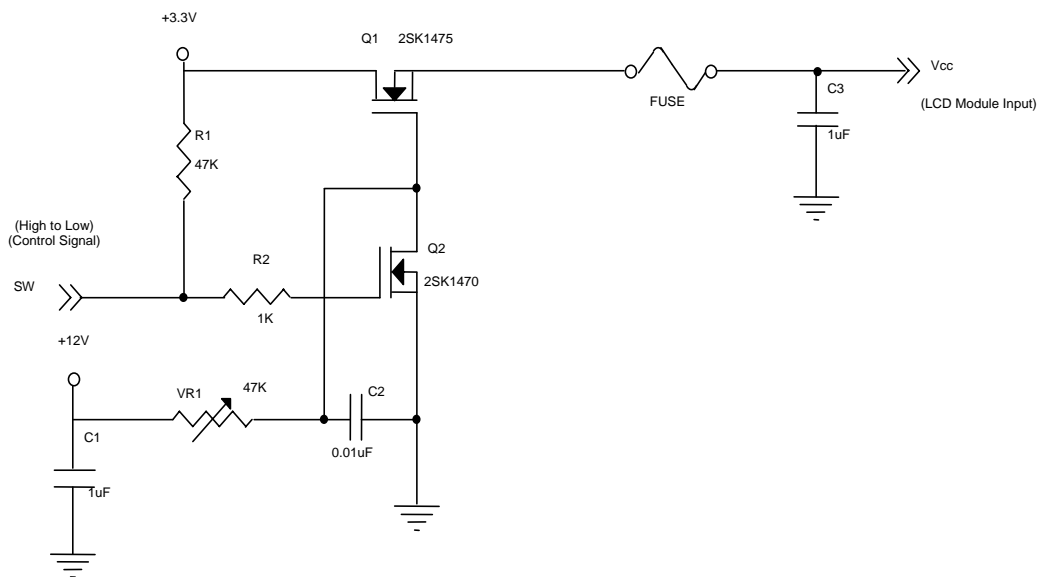 +3.3V
Q1 2SK1475
Vcc
FUSE
C3
(LCD Module Input)
R1
1uF
47K
(High to Low)
(Control Signal)
R2
Q2
SW
2SK1470
1K
+12V
VR1
47K
C2
C1
0.01uF
1uF